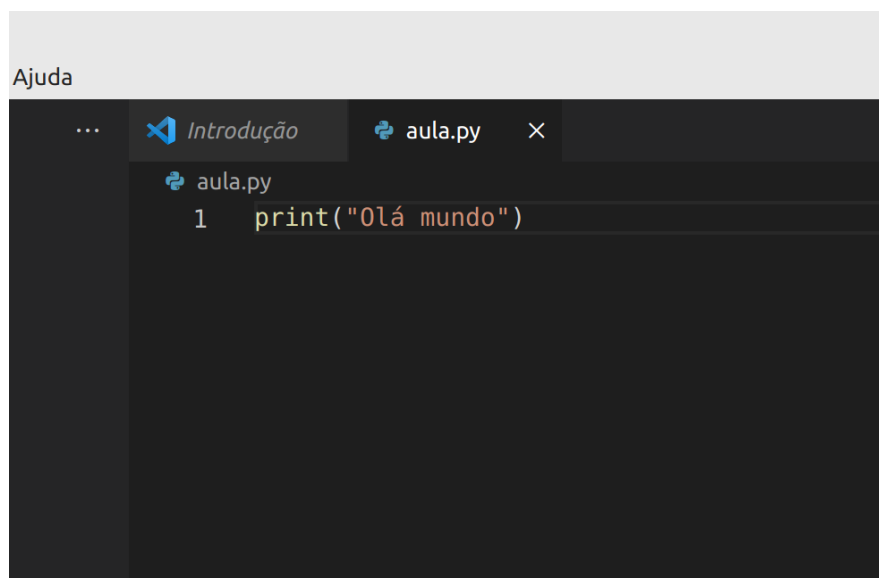 Ajuda
... Introdução aula.py ×
aula.py
1 print("Olá mundo")